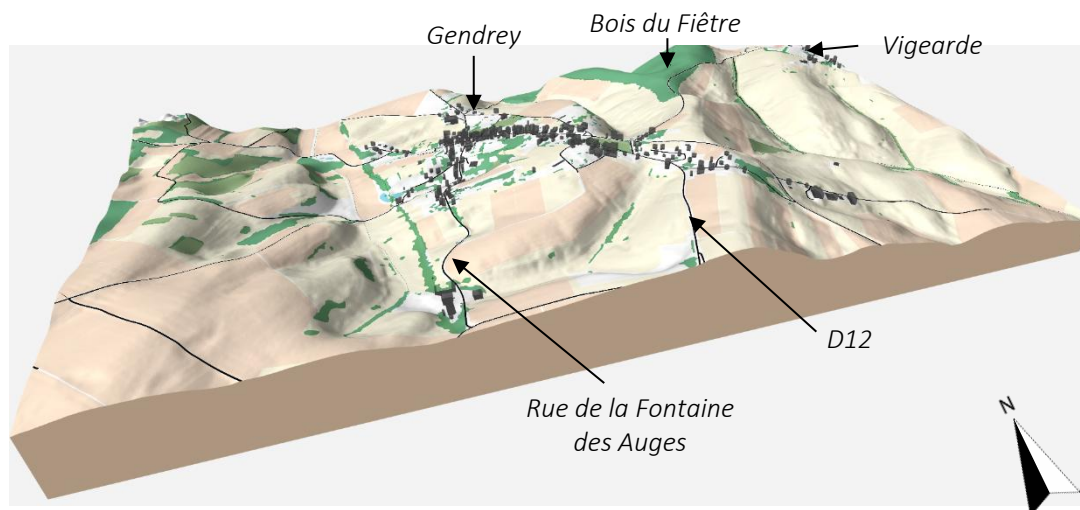 Bois du Fiêtre
Gendrey
Vigearde
D12
Rue de la Fontaine
des Auges
N